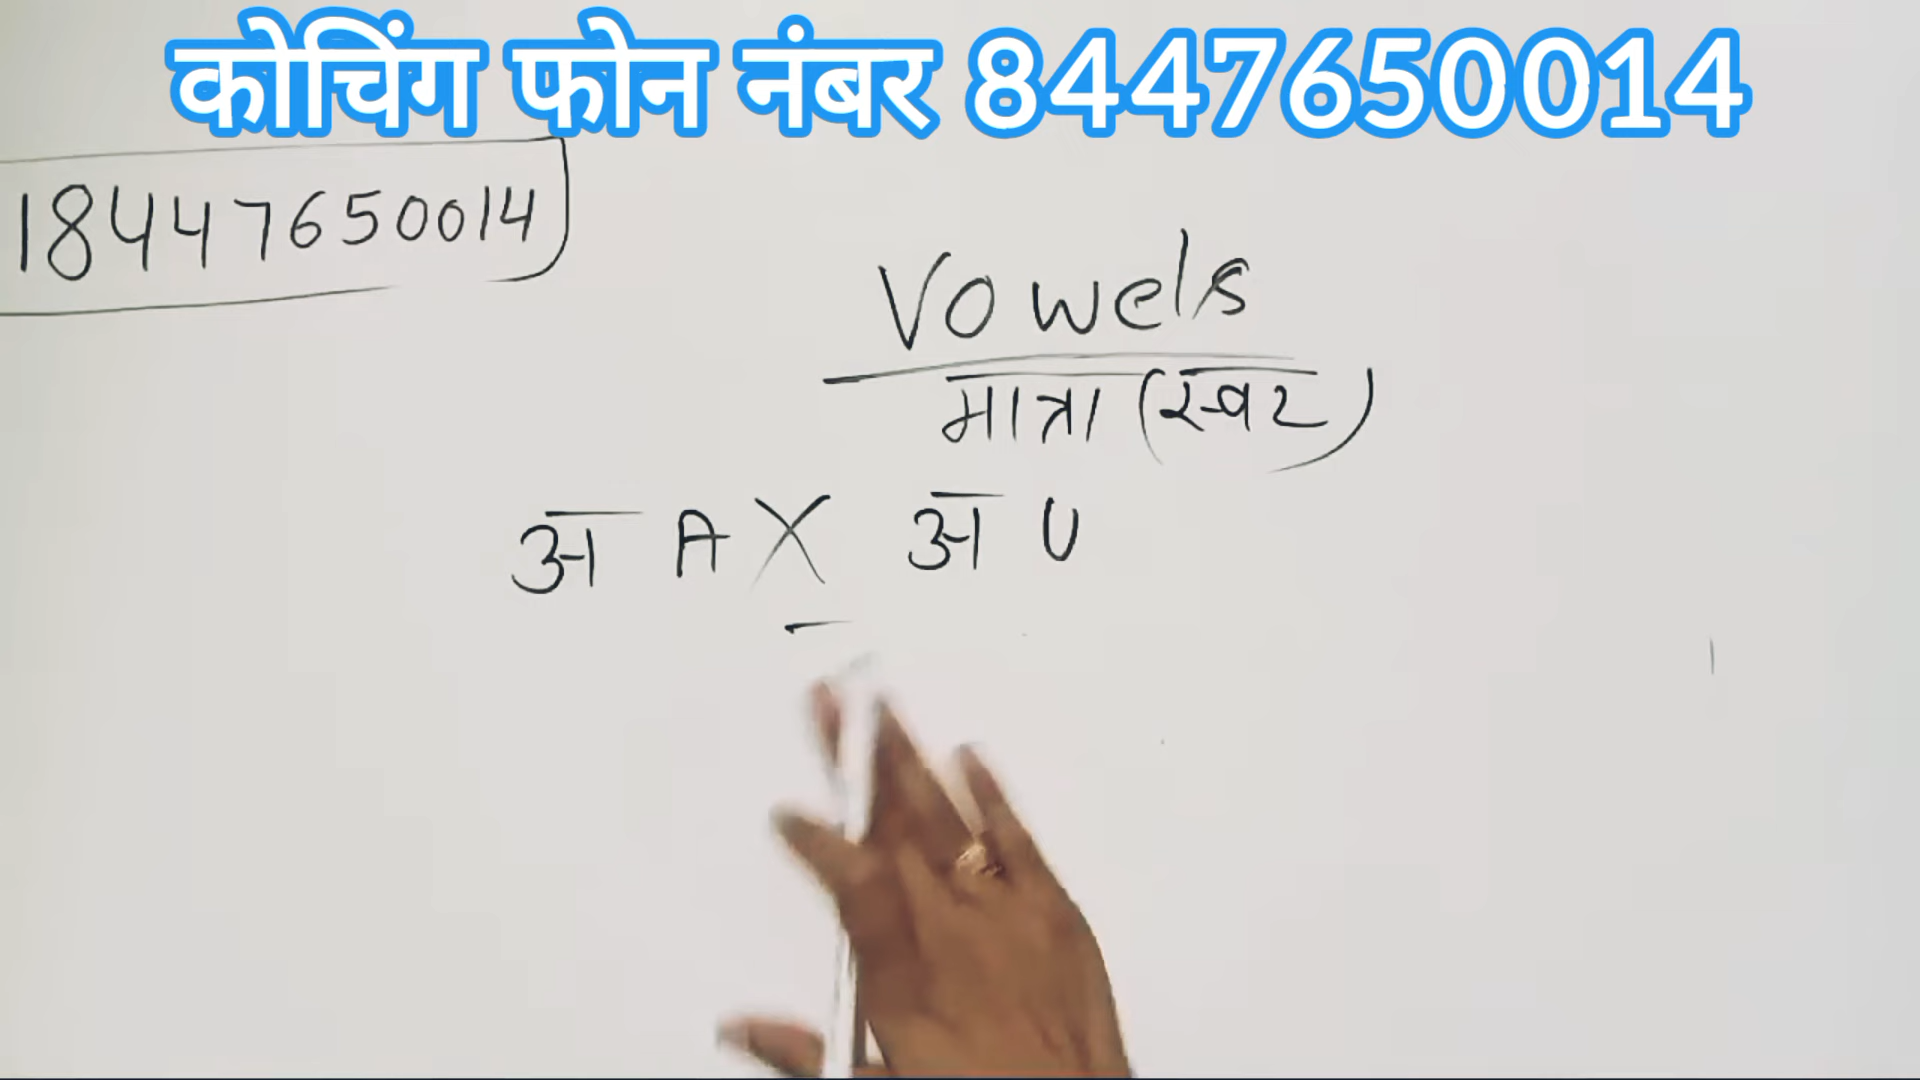 कोचिंग फोन नंबर 8447650014
18447650014
Vowels
मात्रा (स्वर)
अ A X अ U